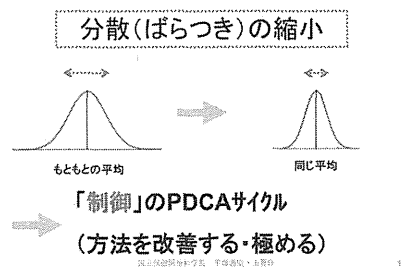 分散(ばらつき)の縮小
もともとの平均
同じ平均
「制御」のPDCAサイクル
(方法を改善する・極める)